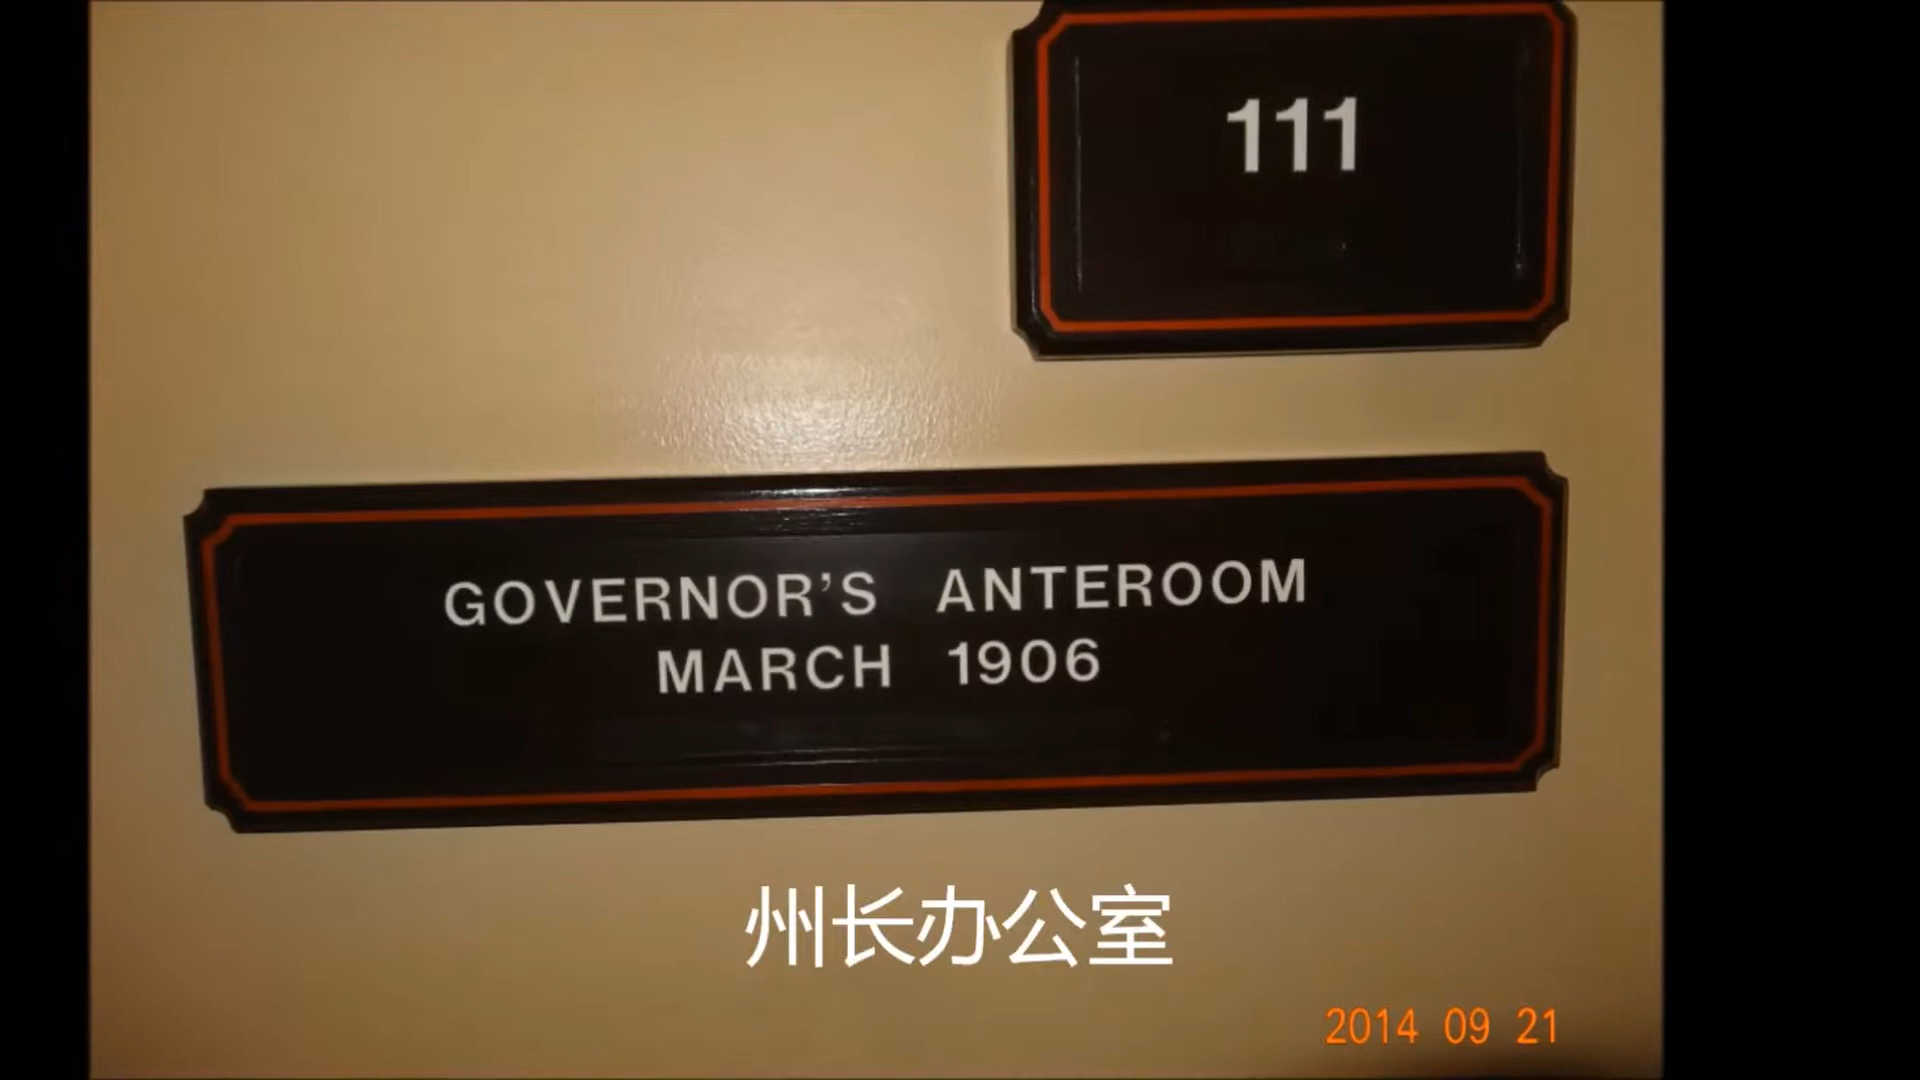 111
GOVERNOR'S ANTEROOM
MARCH 1906
州长办公室
2014 09 21